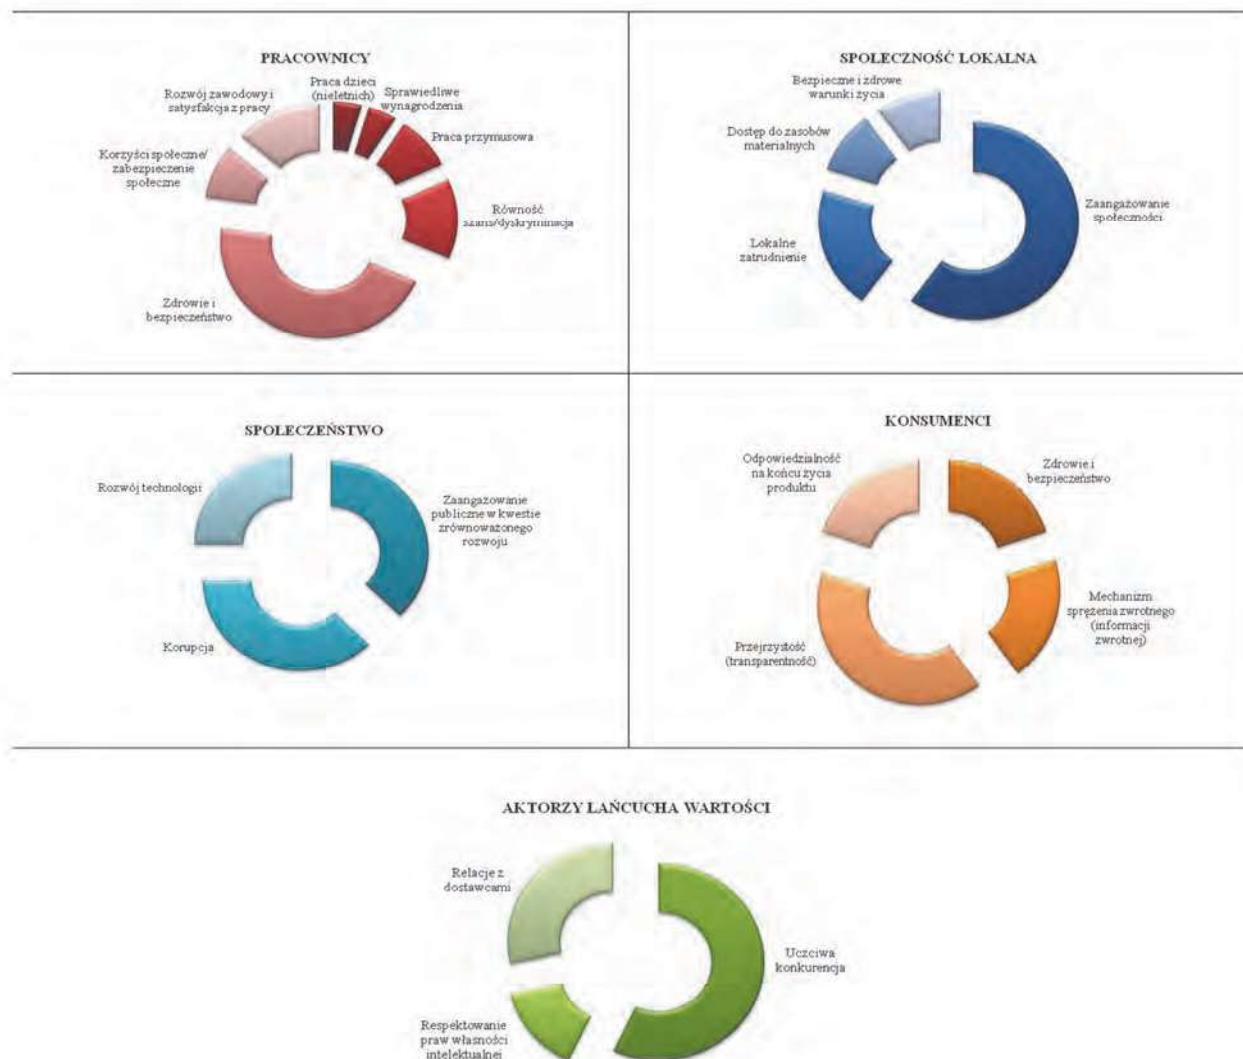 PRACOWNICY
Praca dzieci
(nieletnich)
Sprawiedliwe
wynagrodzenia
Praca przymusowa
Równość
szans/dyskryminacja
Zdrowie i
bezpieczeństwo
Korzyści społeczne/
zabezpieczenie
społeczne
Rozwój zawodowy i
satysfakcja z pracy
SPOŁECZNOŚĆ LOKALNA
Zaangażowanie
społeczności
Lokalne
zatrudnienie
Dostęp do zasobów
materialnych
Bezpieczne i zdrowe
warunki życia
SPOŁECZEŃSTWO
Zaangażowanie
publiczne w kwestie
zrównoważonego
rozwoju
Korupcja
Rozwój technologii
KONSUMENCI
Zdrowie i
bezpieczeństwo
Mechanizm
sprężenia zwrotnego
(informacji
zwrotnej)
Przejrzystość
(transparentność)
Odpowiedzialność
na końcu życia
produktu
AKTORZY ŁAŃCUCHA WARTOŚCI
Uczciwa
konkurencja
Respektowanie
praw własności
intelektualnej
Relacje z
dostawcami